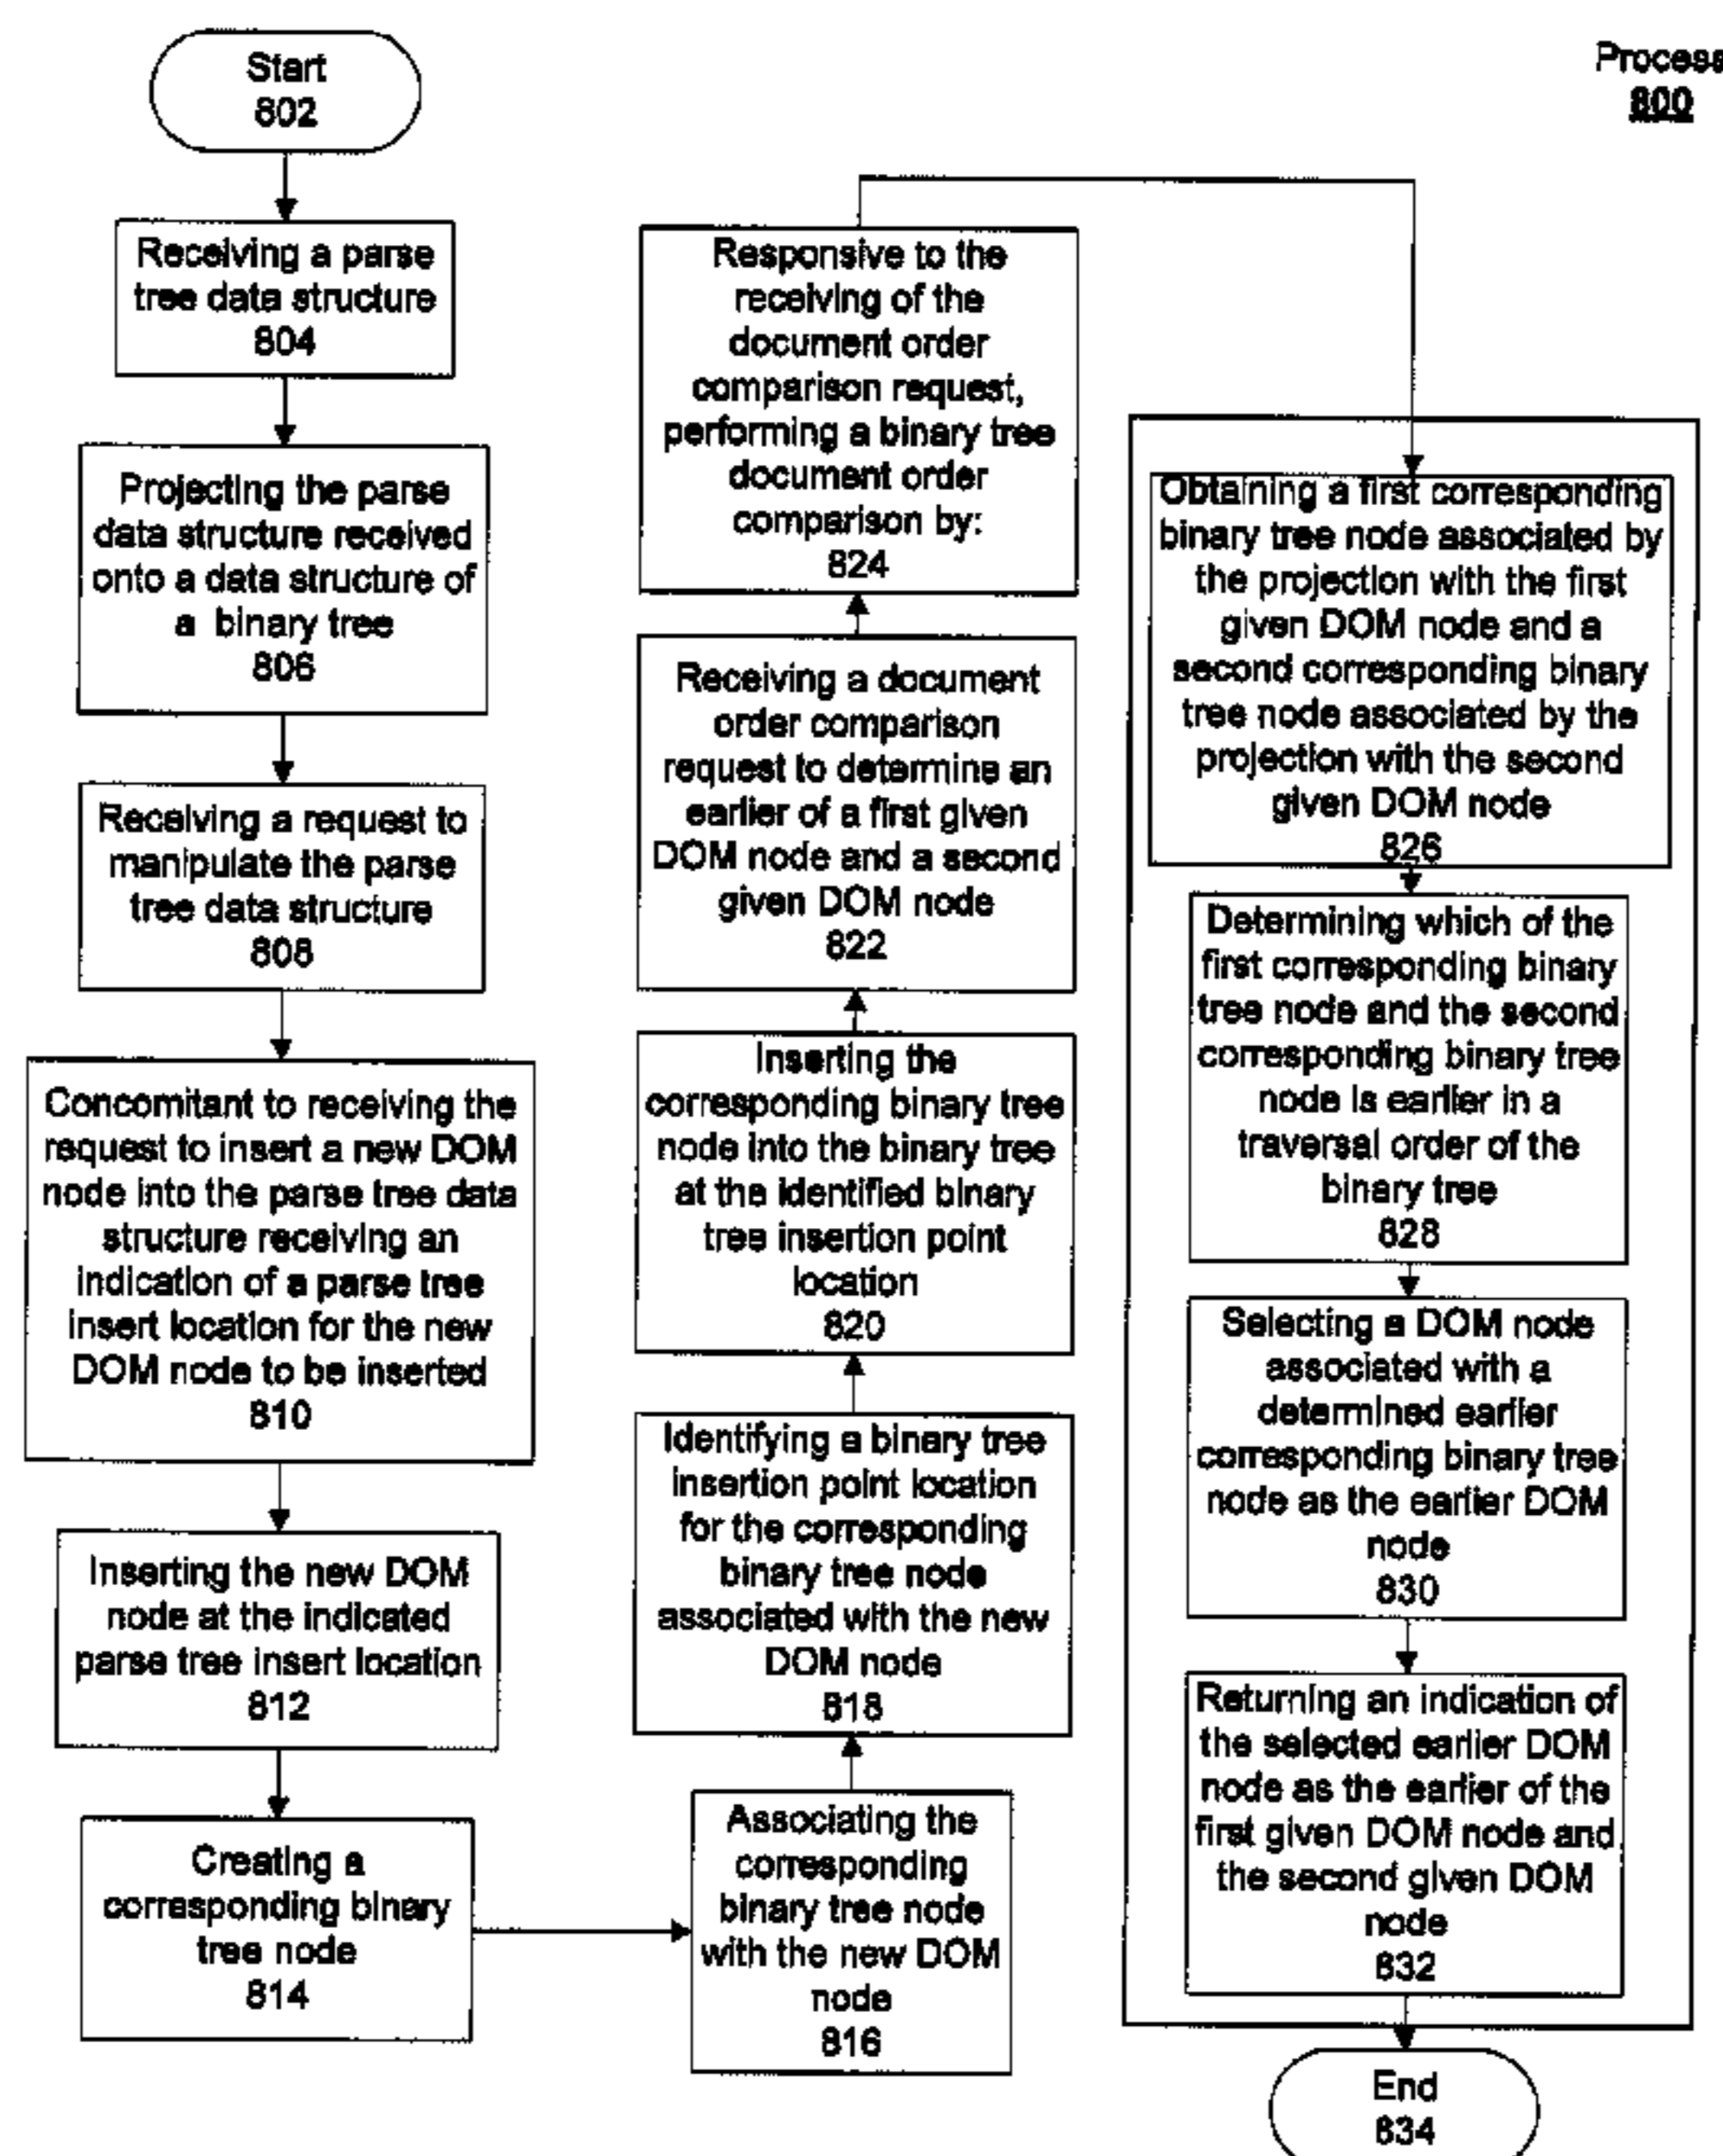 Process
800
Start
802
Receiving a parse
tree data structure
804
Projecting the parse
data structure received
onto a data structure of
a binary tree
806
Receiving a request to
manipulate the parse
tree data structure
808
Concomitant to receiving the
request to insert a new DOM
node into the parse tree data
structure receiving an
indication of a parse tree
insert location for the new
DOM node to be inserted
810
Inserting the new DOM
node at the indicated
parse tree insert location
812
Creating a
corresponding binary
tree node
814
Associating the
corresponding
binary tree node
with the new DOM
node
816
Identifying a binary tree
insertion point location
for the corresponding
binary tree node
associated with the new
DOM node
818
Inserting the
corresponding binary tree
node into the binary tree
at the identified binary
tree insertion point
location
820
Receiving a document
order comparison
request to determine an
earlier of a first given
DOM node and a second
given DOM node
822
Responsive to the
receiving of the
document order
comparison request,
performing a binary tree
document order
comparison by:
824
Obtaining a first corresponding
binary tree node associated by
the projection with the first
given DOM node and a
second corresponding binary
tree node associated by the
projection with the second
given DOM node
826
Determining which of the
first corresponding binary
tree node and the second
corresponding binary tree
node is earlier in a
traversal order of the
binary tree
828
Selecting a DOM node
associated with a
determined earlier
corresponding binary tree
node as the earlier DOM
node
830
Returning an indication of
the selected earlier DOM
node as the earlier of the
first given DOM node and
the second given DOM
node
832
End
834